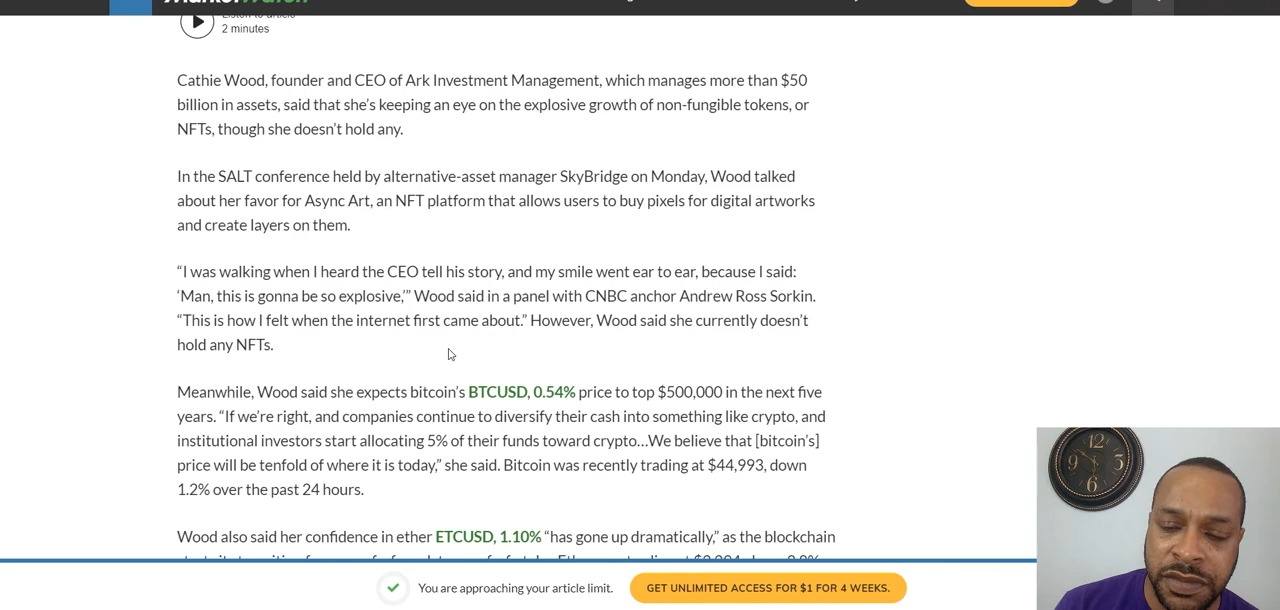 2 minutes
Cathie Wood, founder and CEO of Ark Investment Management, which manages more than $50
billion in assets, said that she’s keeping an eye on the explosive growth of non-fungible tokens, or
NFTs, though she doesn’t hold any.
In the SALT conference held by alternative-asset manager SkyBridge on Monday, Wood talked
about her favor for Async Art, an NFT platform that allows users to buy pixels for digital artworks
and create layers on them.
“I was walking when I heard the CEO tell his story, and my smile went ear to ear, because I said:
‘Man, this is gonna be so explosive,’” Wood said in a panel with CNBC anchor Andrew Ross Sorkin.
“This is how I felt when the internet first came about.” However, Wood said she currently doesn’t
hold any NFTs.
Meanwhile, Wood said she expects bitcoin’s BTCUSD, 0.54% price to top $500,000 in the next five
years. “If we’re right, and companies continue to diversify their cash into something like crypto, and
institutional investors start allocating 5% of their funds toward crypto…We believe that [bitcoin’s]
price will be tenfold of where it is today,” she said. Bitcoin was recently trading at $44,993, down
1.2% over the past 24 hours.
Wood also said her confidence in ether ETCUSD, 1.10% “has gone up dramatically,” as the blockchain
You are approaching your article limit.
GET UNLIMITED ACCESS FOR $1 FOR 4 WEEKS.
12
9
5
6